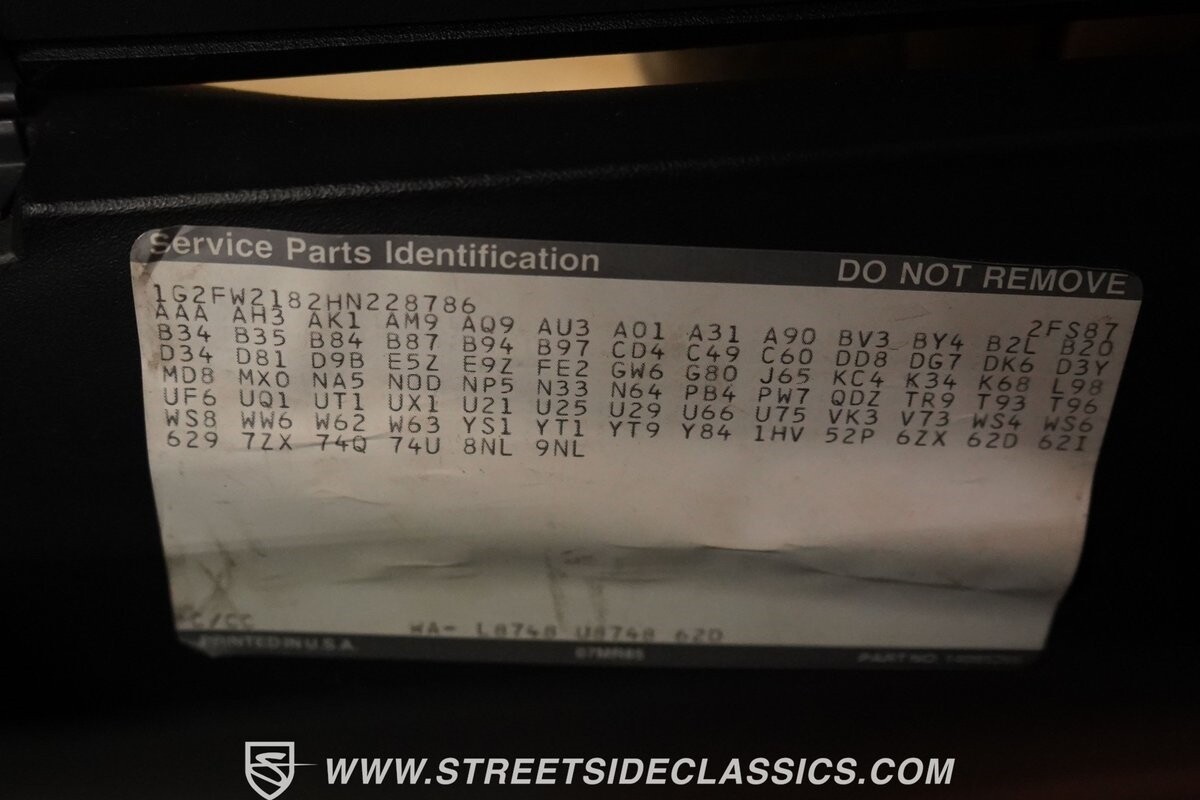 Service Parts Identification DO NOT REMOVE
1G2FW2182HN228786 2FS87
AAA AH3 AK1 AM9 AQ9 AU3 A01 A31 A90 BV3 BY4 B2L B20
B34 B35 B84 B87 B94 B97 CD4 C49 C60 DD8 DG7 DK6 D3Y
D34 D81 D9B E5Z E9Z FE2 GW6 G80 J65 KC4 K34 K68 L98
MD8 MX0 NA5 NOD NP5 N33 N64 PB4 PW7 QDZ TR9 T93 T96
UF6 UQ1 UT1 UX1 U21 U25 U29 U66 U75 VK3 V73 WS4 WS6
WS8 WW6 W62 W63 YS1 YT1 YT9 Y84 1HV 52P 6ZX 62D 62I
629 7ZX 74Q 74U 8NL 9NL
WA- L8748 U8748 62D
PRINTED IN U.S.A. 07MR85 PART NO.
WWW.STREETSIDECLASSICS.COM